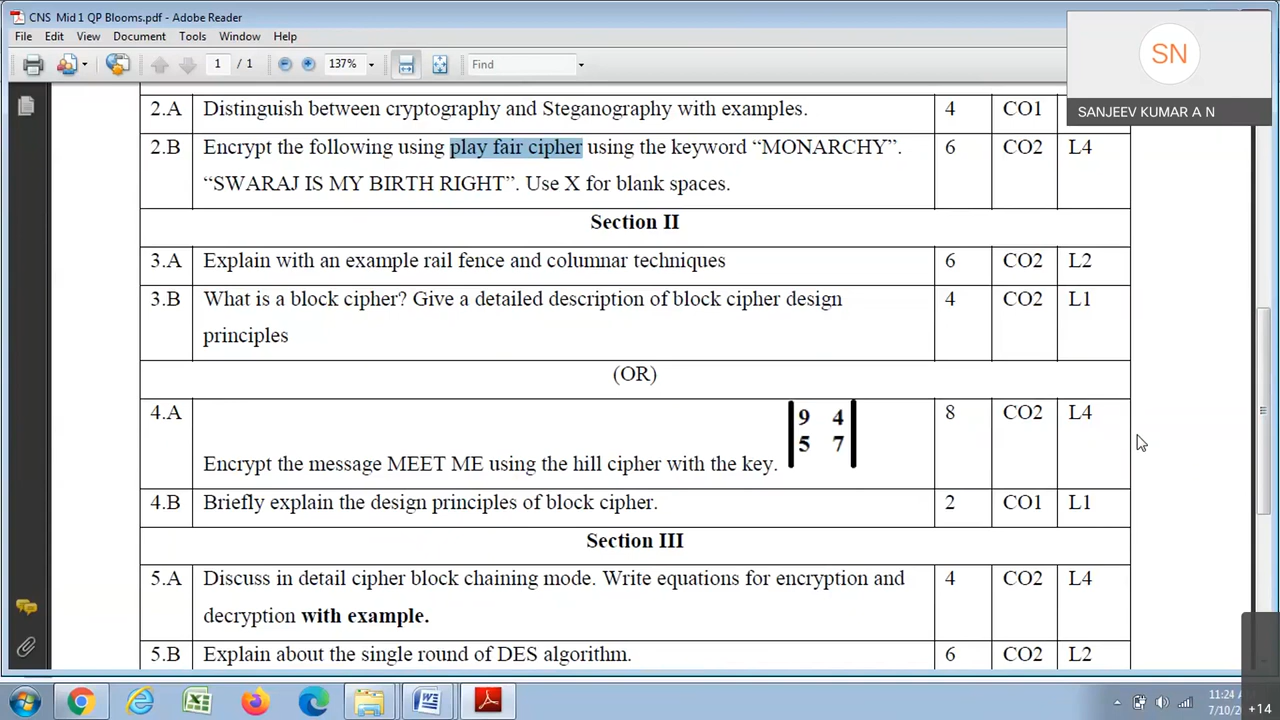 CNS Mid 1 QP Blooms.pdf - Adobe Reader
File Edit View Document Tools Window Help
1 / 1 137% Find
SN
SANJEEV KUMAR A N
2.A Distinguish between cryptography and Steganography with examples. 4 CO1
2.B Encrypt the following using play fair cipher using the keyword “MONARCHY”. 6 CO2 L4
“SWARAJ IS MY BIRTH RIGHT”. Use X for blank spaces.
Section II
3.A Explain with an example rail fence and columnar techniques 6 CO2 L2
3.B What is a block cipher? Give a detailed description of block cipher design 4 CO2 L1
principles
(OR)
4.A 8 CO2 L4
9 4
5 7
Encrypt the message MEET ME using the hill cipher with the key.
4.B Briefly explain the design principles of block cipher. 2 CO1 L1
Section III
5.A Discuss in detail cipher block chaining mode. Write equations for encryption and 4 CO2 L4
decryption with example.
5.B Explain about the single round of DES algorithm. 6 CO2 L2
11:24
7/10/2
+14